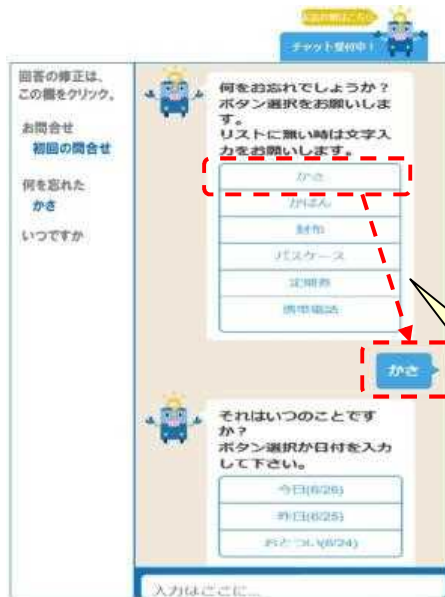 チャット受付中！
回答の修正は、
この欄をクリック。
お問合せ
初回の問合せ
何を忘れた
かさ
いつですか
何をお忘れでしょうか？
ボタン選択をお願いしま
す。
リストに無い時は文字入
力をお願いします。
かさ
かばん
財布
パスケース
定期券
携帯電話
かさ
それはいつのことです
か？
ボタン選択か日付を入力
して下さい。
今日(6/26)
昨日(6/25)
おととい(6/24)
入力はここに...